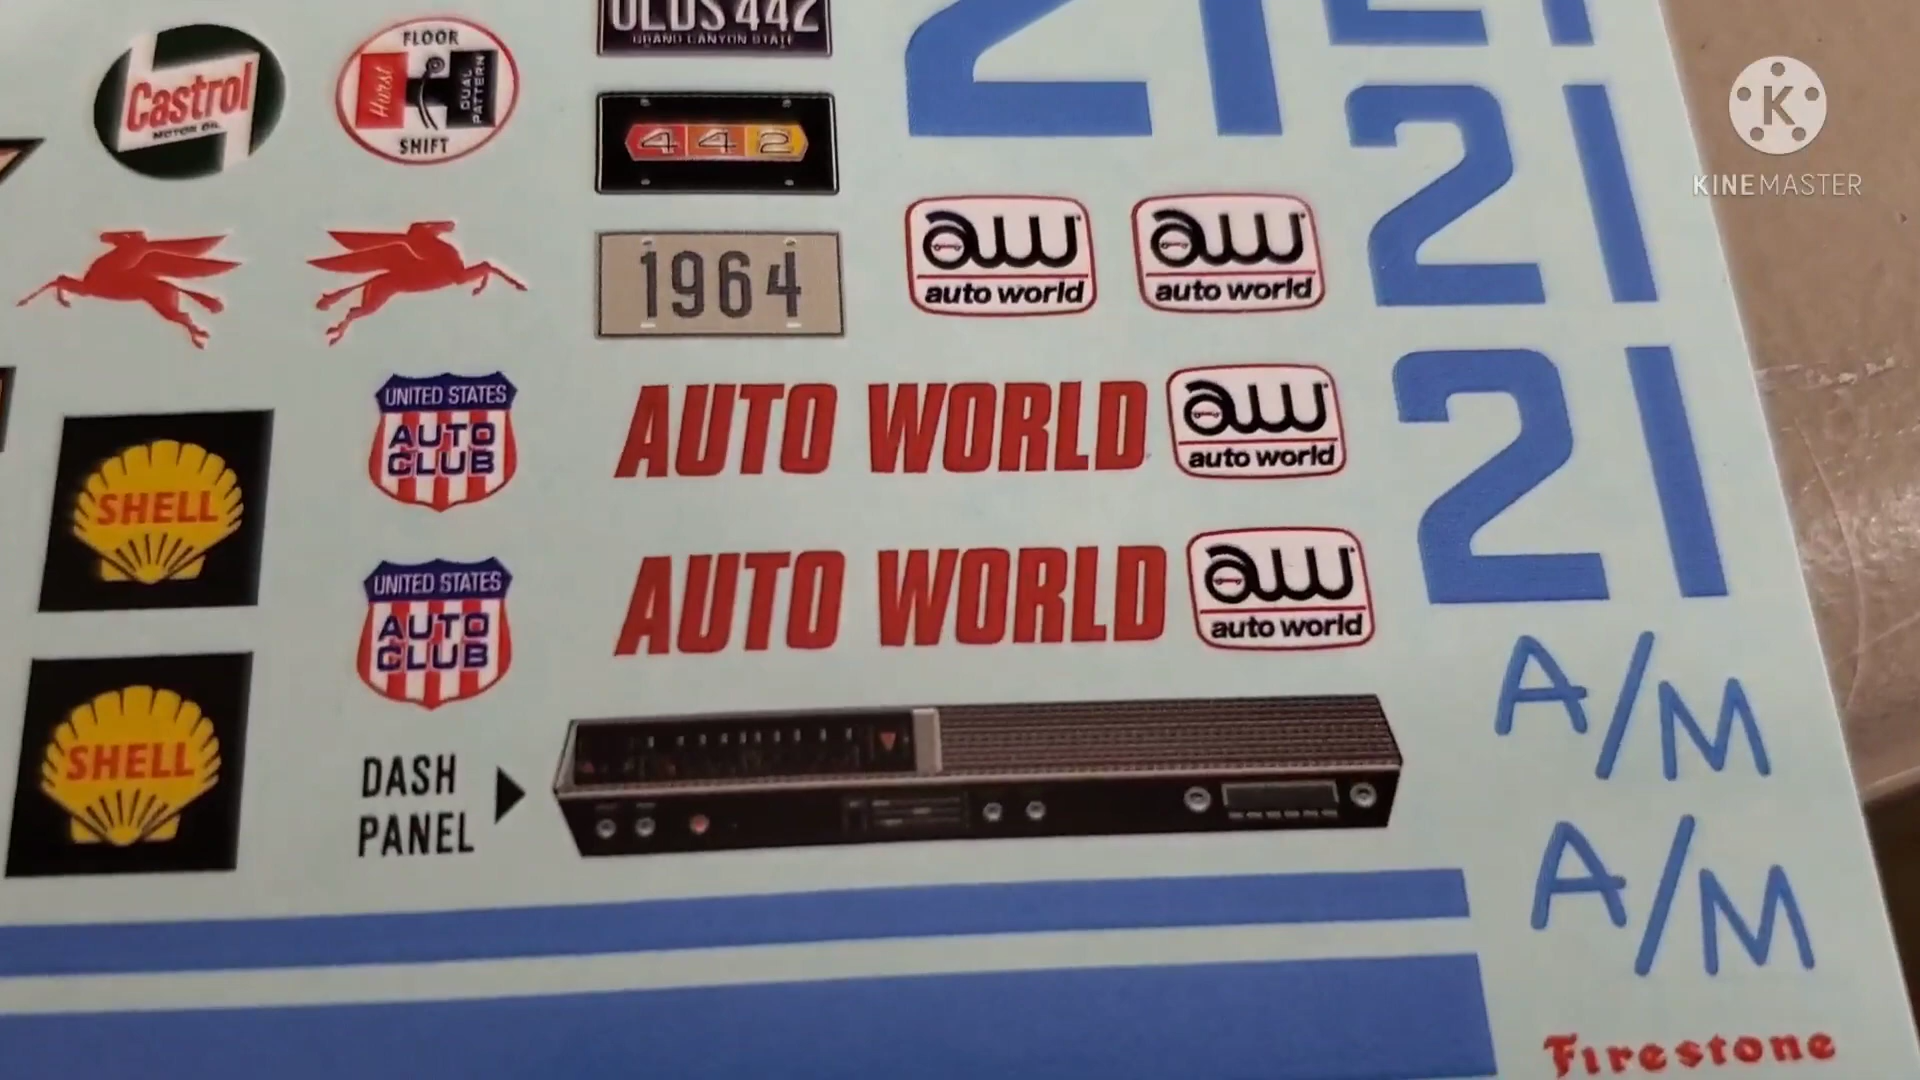 OLDS 442
GRAND CANYON STATE
Castrol
MOTOR OIL
FLOOR
Hurst
DUAL
PATTERN
SHIFT
442
21
21
1964
aw
auto world
aw
auto world
UNITED STATES
AUTO
CLUB
AUTO WORLD
aw
auto world
21
SHELL
UNITED STATES
AUTO
CLUB
AUTO WORLD
aw
auto world
A/M
SHELL
DASH
PANEL
A/M
Firestone
K
KINEMASTER